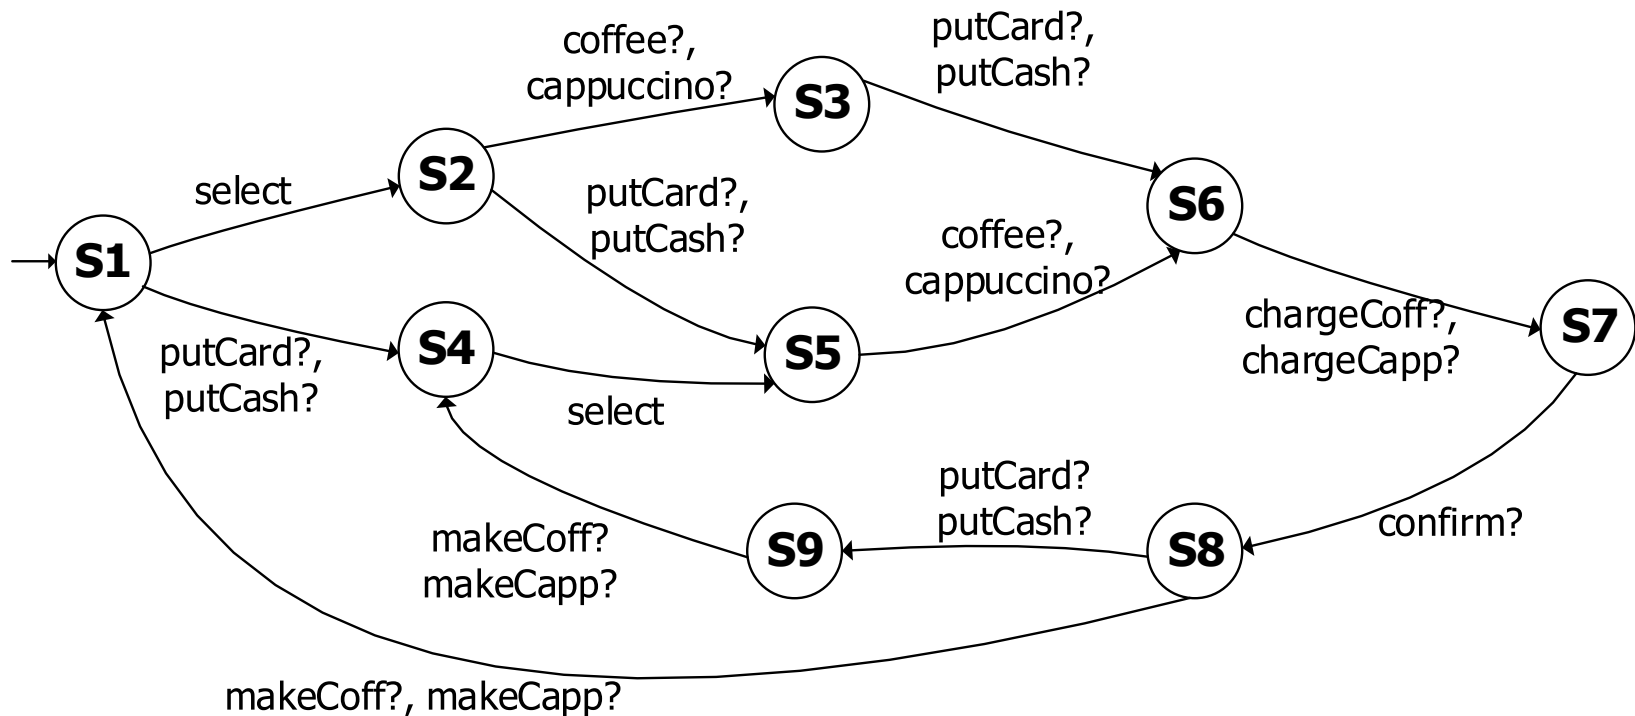 putCard?,
putCash?
coffee?,
cappuccino?
S3
S2
select
putCard?,
putCash?
S6
coffee?,
cappuccino?
S1
chargeCoff?,
chargeCapp?
S7
putCard?,
putCash?
S4
S5
select
putCard?
putCash?
confirm?
makeCoff?
makeCapp?
S9
S8
makeCoff?, makeCapp?